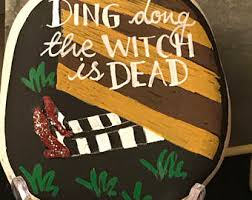 DING dong
the WITCH
is DEAD